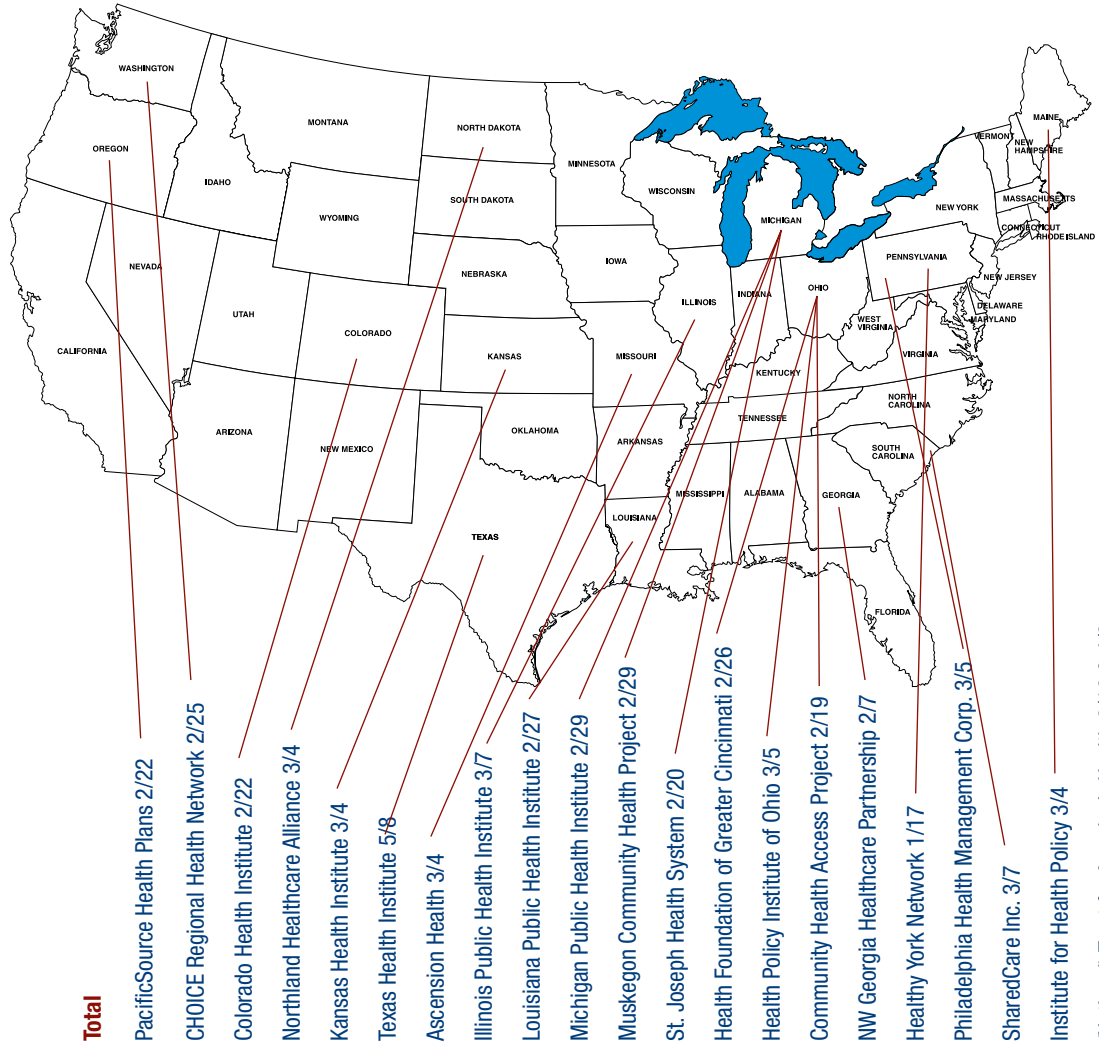 Total
PacificSource Health Plans 2/22
CHOICE Regional Health Network 2/25
Colorado Health Institute 2/22
Northland Healthcare Alliance 3/4
Kansas Health Institute 3/4
Texas Health Institute 5/8
Ascension Health 3/4
Illinois Public Health Institute 3/7
Louisiana Public Health Institute 2/27
Michigan Public Health Institute 2/29
Muskegon Community Health Project 2/29
St. Joseph Health System 2/20
Health Foundation of Greater Cincinnati 2/26
Health Policy Institute of Ohio 3/5
Community Health Access Project 2/19
NW Georgia Healthcare Partnership 2/7
Healthy York Network 1/17
Philadelphia Health Management Corp. 3/5
SharedCare Inc. 3/7
Institute for Health Policy 3/4
WASHINGTON
OREGON
MONTANA
NORTH DAKOTA
MINNESOTA
IDAHO
WYOMING
SOUTH DAKOTA
WISCONSIN
MICHIGAN
NEW YORK
VERMONT
NEW
HAMPSHIRE
MAINE
MASSACHUSETTS
CONNECTICUT
RHODE ISLAND
NEVADA
UTAH
COLORADO
NEBRASKA
IOWA
ILLINOIS
INDIANA
OHIO
PENNSYLVANIA
NEW JERSEY
DELAWARE
MARYLAND
CALIFORNIA
KANSAS
MISSOURI
KENTUCKY
WEST
VIRGINIA
VIRGINIA
ARIZONA
NEW MEXICO
OKLAHOMA
ARKANSAS
TENNESSEE
NORTH
CAROLINA
SOUTH
CAROLINA
TEXAS
LOUISIANA
MISSISSIPPI
ALABAMA
GEORGIA
FLORIDA